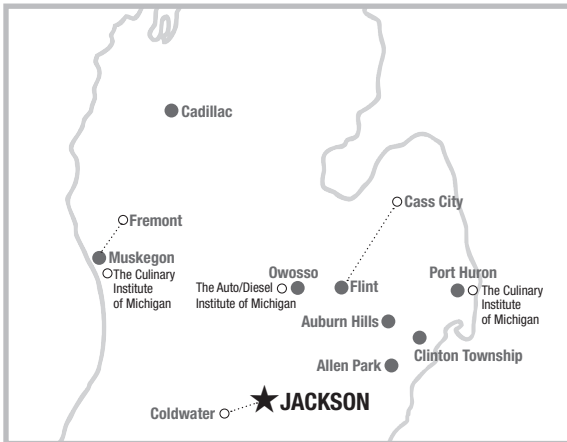 Cadillac
Cass City
Fremont
Muskegon
The Culinary
Institute
of Michigan
Owosso
The Auto/Diesel
Institute of Michigan
Flint
Port Huron
The Culinary
Institute
of Michigan
Auburn Hills
Clinton Township
Allen Park
JACKSON
Coldwater